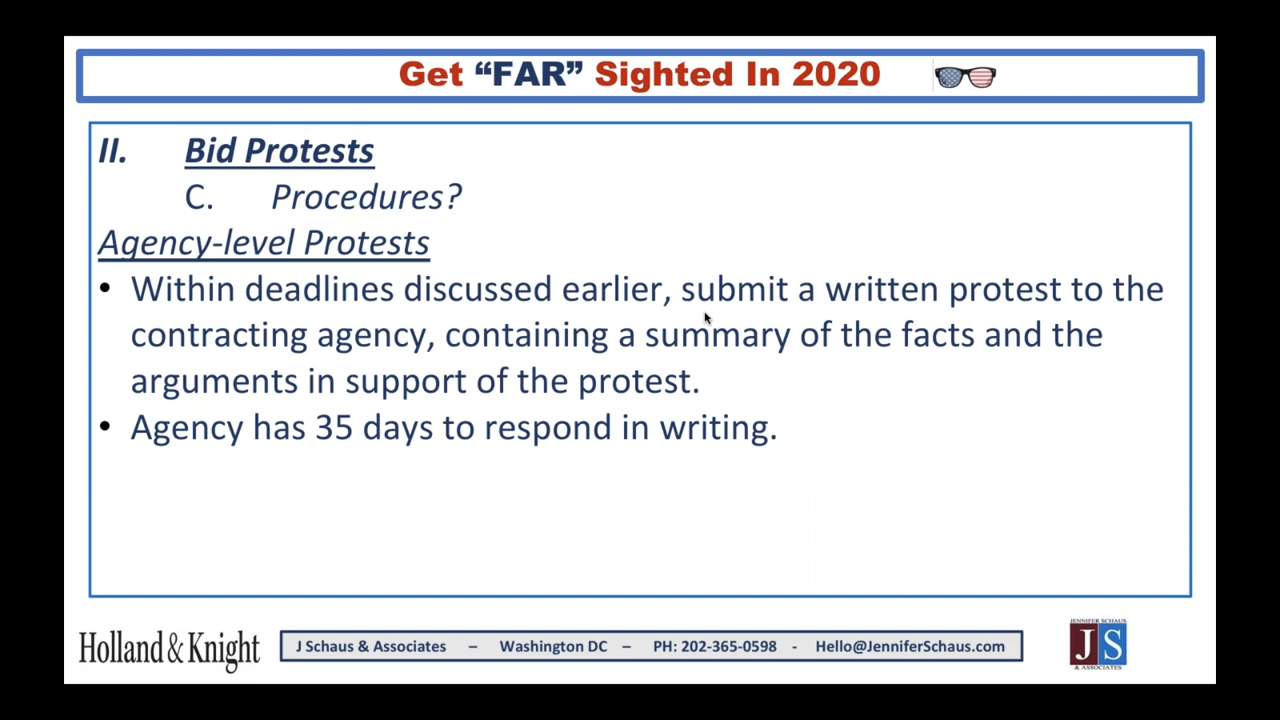 Get “FAR” Sighted In 2020
II. Bid Protests
C. Procedures?
Agency-level Protests
• Within deadlines discussed earlier, submit a written protest to the
contracting agency, containing a summary of the facts and the
arguments in support of the protest.
• Agency has 35 days to respond in writing.
Holland & Knight
J Schaus & Associates – Washington DC – PH: 202-365-0598 - Hello@JenniferSchaus.com
JENNIFER SCHAUS
JS
& ASSOCIATES